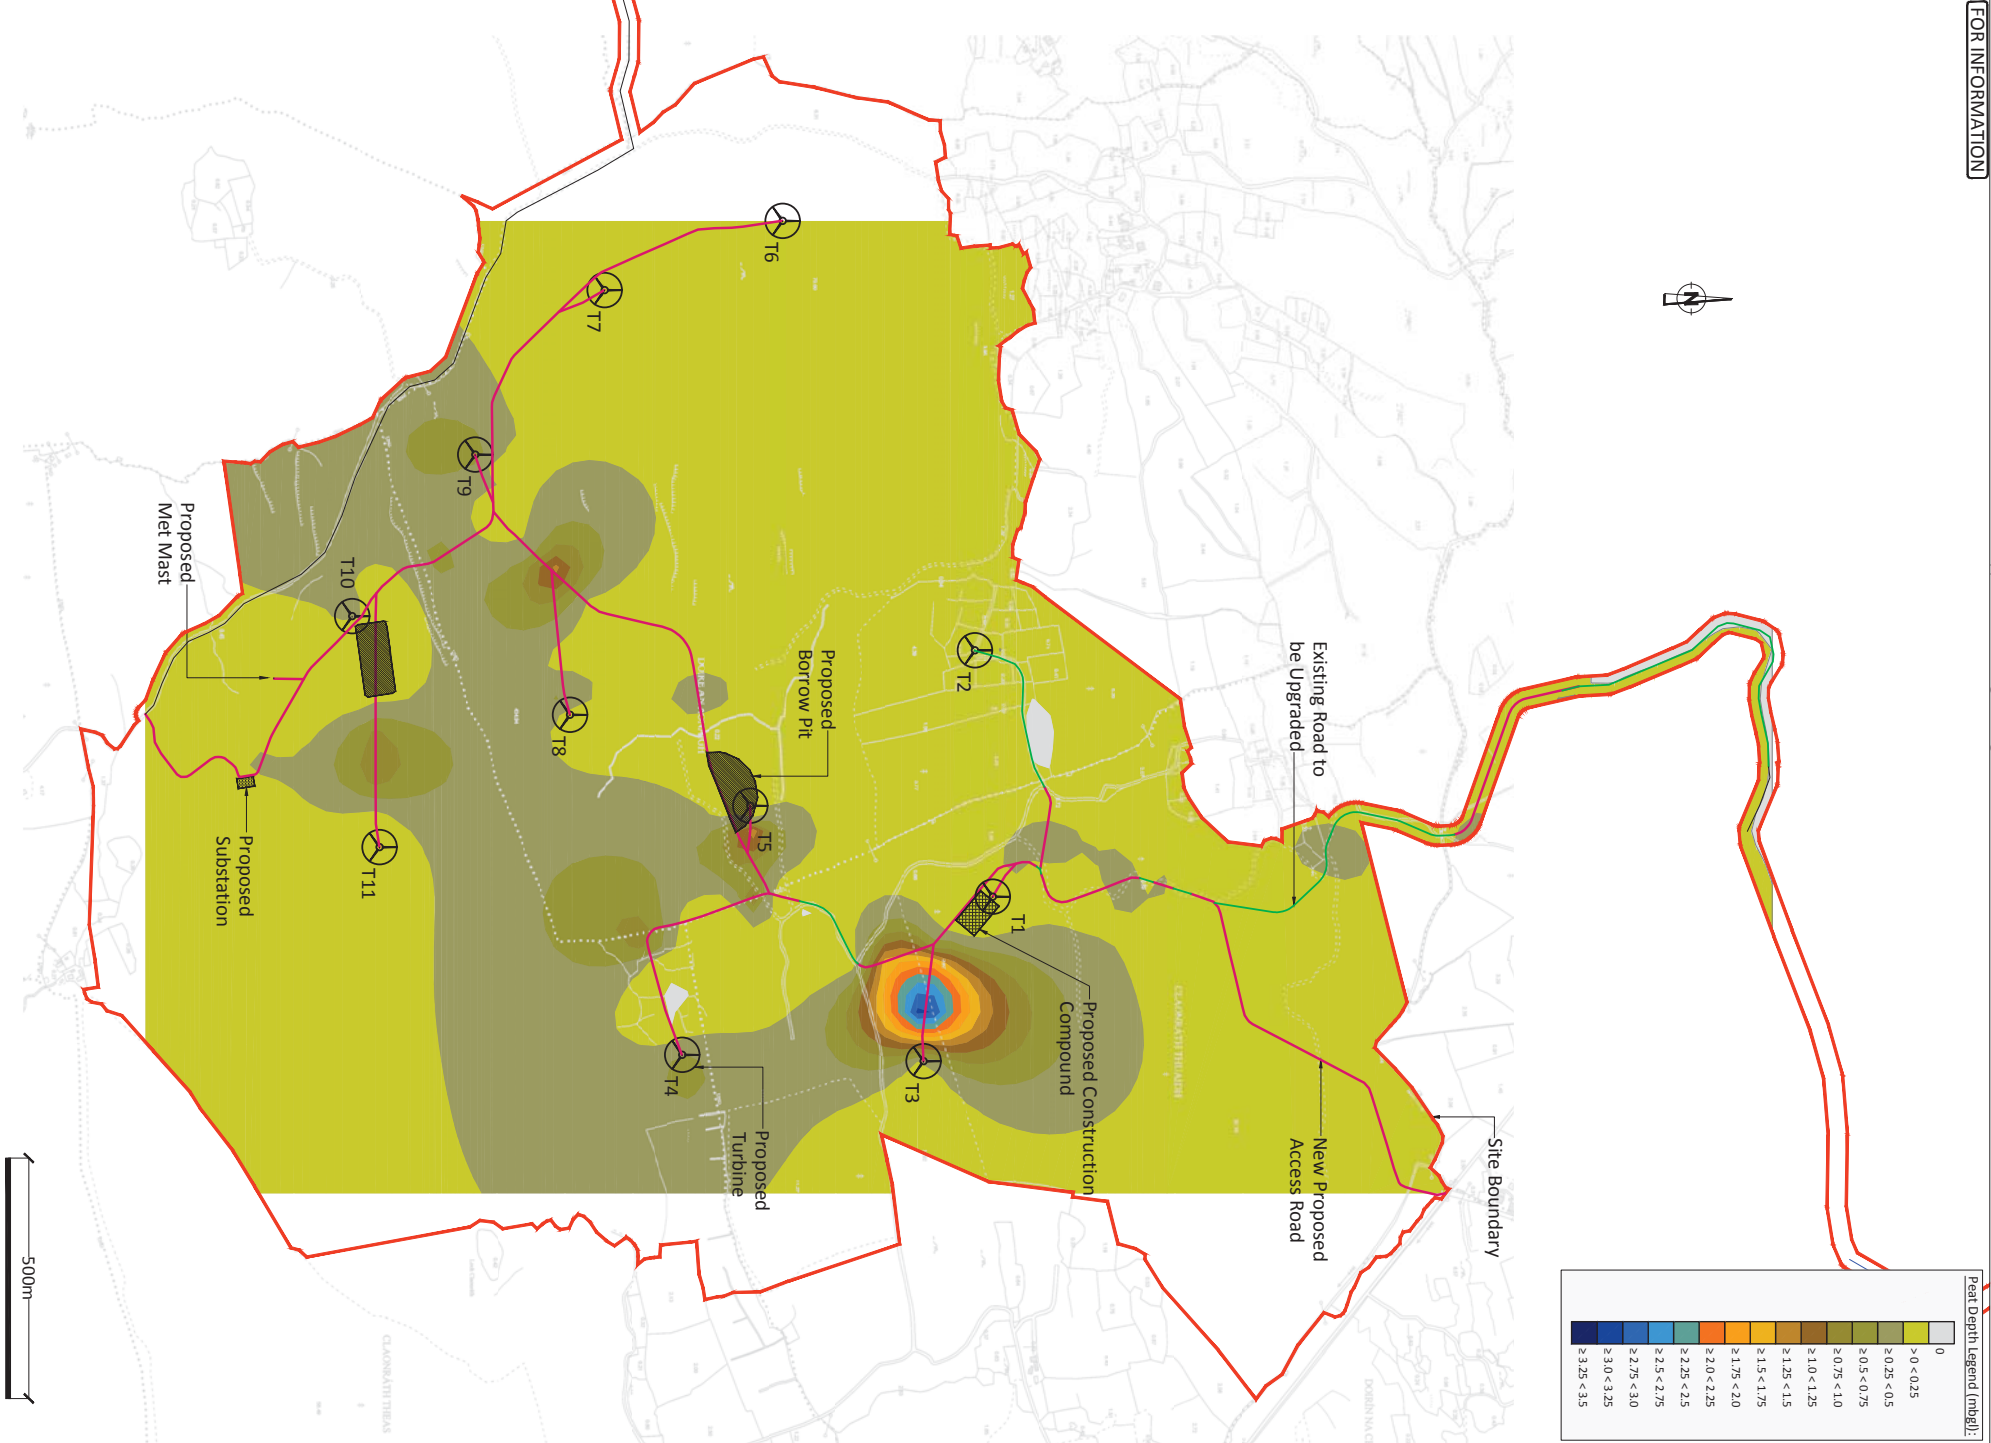 FOR INFORMATION
N
Site Boundary
New Proposed
Access Road
Existing Road to
be Upgraded
Proposed Construction
Compound
Proposed
Borrow Pit
Proposed
Turbine
Proposed
Met Mast
Proposed
Substation
T1
T2
T3
T4
T5
T6
T7
T8
T9
T10
T11
CLAONRATH THUAIDH
CLAONRATH THEAS
500m
Peat Depth Legend (mbgl):
0
> 0 < 0.25
≥ 0.25 < 0.5
≥ 0.5 < 0.75
≥ 0.75 < 1.0
≥ 1.0 < 1.25
≥ 1.25 < 1.5
≥ 1.5 < 1.75
≥ 1.75 < 2.0
≥ 2.0 < 2.25
≥ 2.25 < 2.5
≥ 2.5 < 2.75
≥ 2.75 < 3.0
≥ 3.0 < 3.25
≥ 3.25 < 3.5